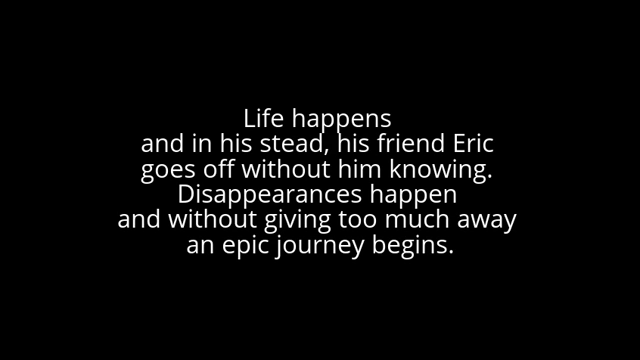 Life happens
and in his stead, his friend Eric
goes off without him knowing.
Disappearances happen
and without giving too much away
an epic journey begins.